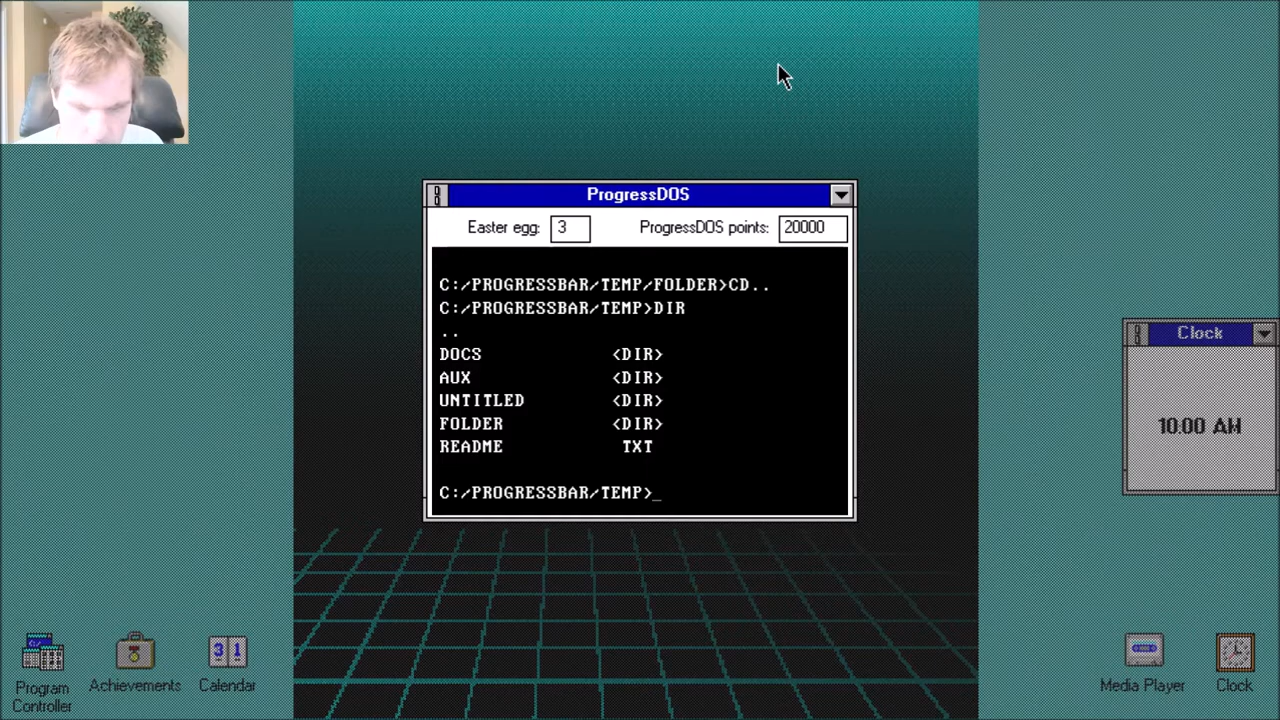 ProgressDOS
Easter egg: 3 ProgressDOS points: 20000
C:/PROGRESSBAR/TEMP/FOLDER>CD..
C:/PROGRESSBAR/TEMP>DIR
..
DOCS <DIR>
AUX <DIR>
UNTITLED <DIR>
FOLDER <DIR>
README TXT
C:/PROGRESSBAR/TEMP>_
Clock
10:00 AM
Program Controller
Achievements
31
Calendar
Media Player
Clock